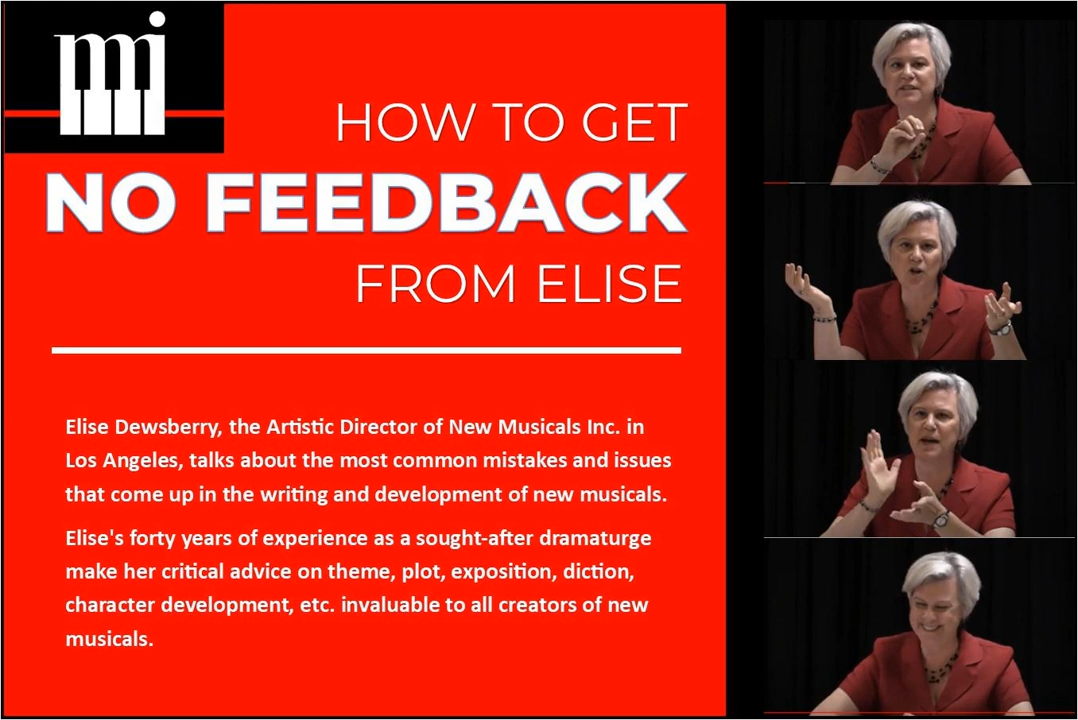 mi
HOW TO GET
NO FEEDBACK
FROM ELISE
Elise Dewsberry, the Artistic Director of New Musicals Inc. in
Los Angeles, talks about the most common mistakes and issues
that come up in the writing and development of new musicals.
Elise's forty years of experience as a sought-after dramaturge
make her critical advice on theme, plot, exposition, diction,
character development, etc. invaluable to all creators of new
musicals.